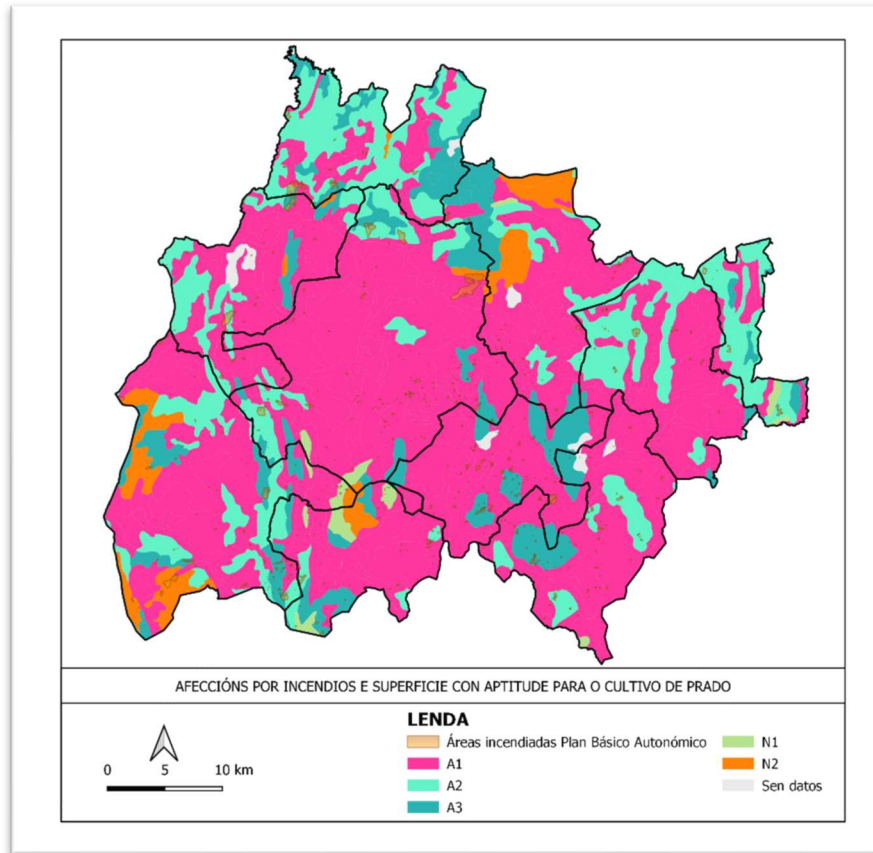 AFECCIÓNS POR INCENDIOS E SUPERFICIE CON APTITUDE PARA O CULTIVO DE PRADO
LENDA
Áreas incendiadas Plan Básico Autonómico
A1
A2
A3
N1
N2
Sen datos
0 5 10 km